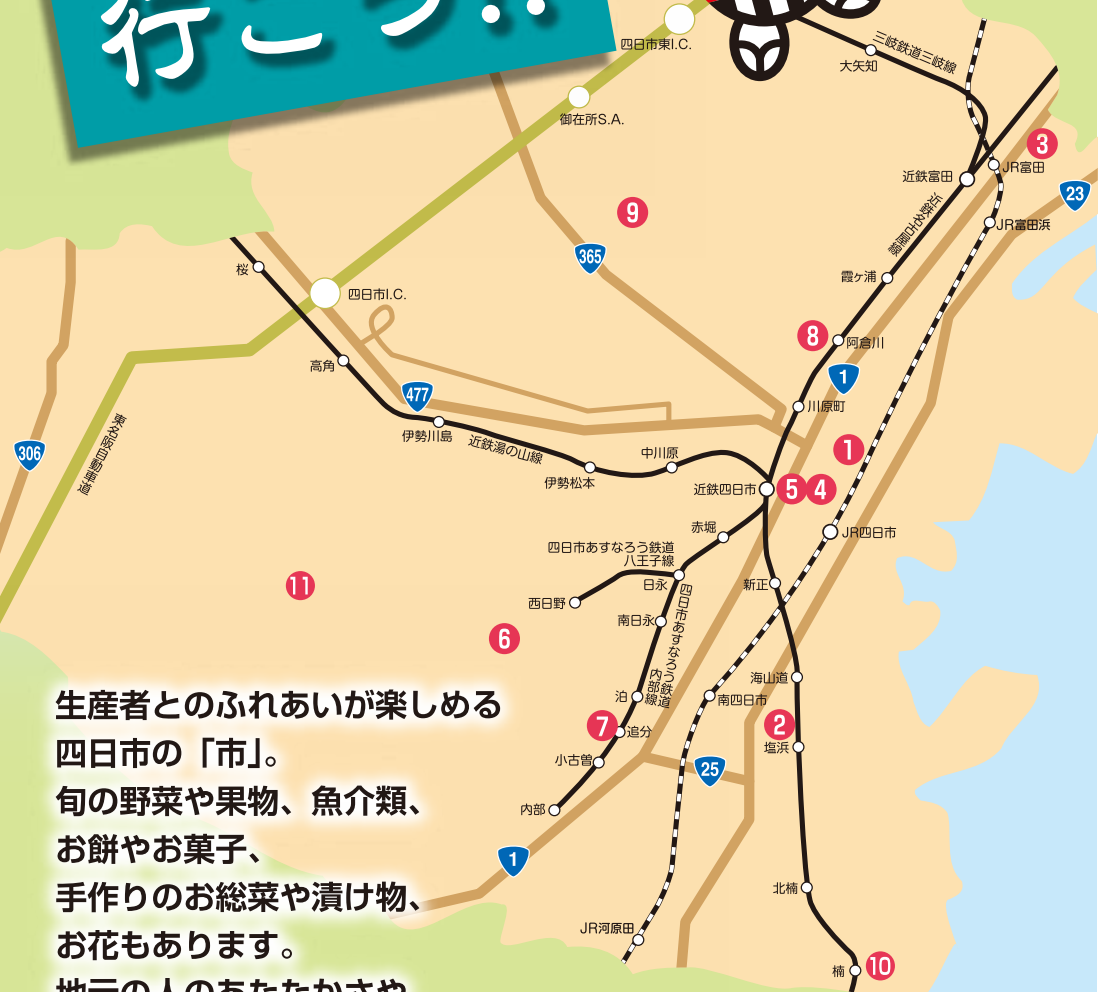 行こう!!
四日市東I.C.
三岐鉄道三岐線
大矢知
御在所S.A.
3
JR富田
近鉄富田
23
9
近鉄名古屋線
JR富田浜
365
桜
霞ヶ浦
四日市I.C.
8
阿倉川
高角
1
477
川原町
伊勢川島
近鉄湯の山線
東名阪自動車道
306
中川原
1
伊勢松本
近鉄四日市
5
4
赤堀
JR四日市
四日市あすなろう鉄道
八王子線
日永
新正
11
西日野
四日市あすなろう鉄道
内部線
南日永
6
海山道
泊
南四日市
7
追分
2
塩浜
小古曽
25
内部
1
北楠
JR河原田
楠
10
生産者とのふれあいが楽しめる
四日市の「市」。
旬の野菜や果物、魚介類、
お餅やお菓子、
手作りのお総菜や漬け物、
お花もあります。
地元の人のあたたかさや